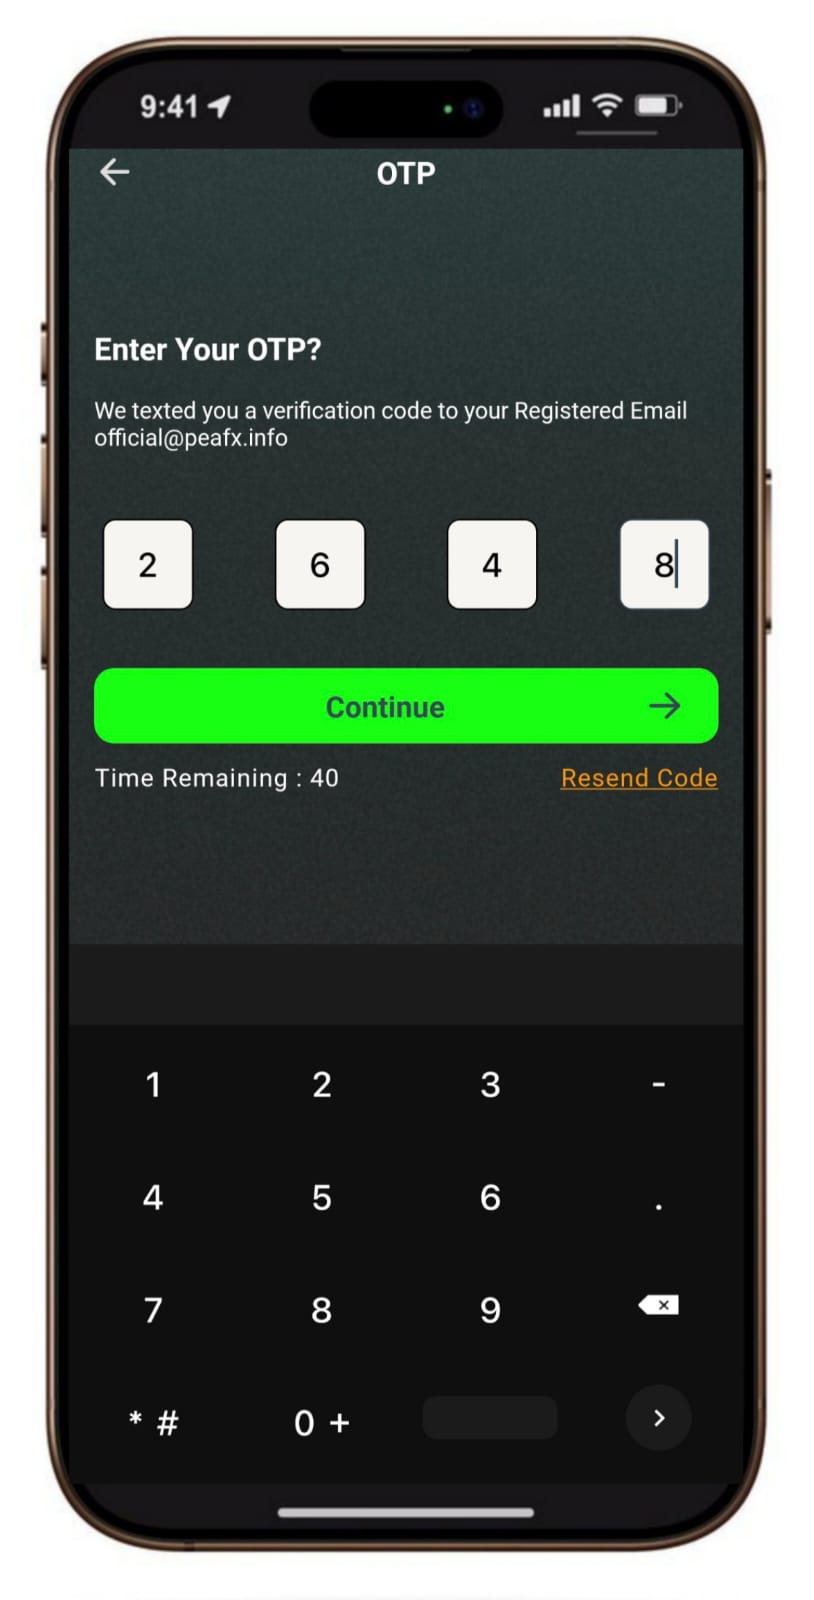 9:41
OTP
Enter Your OTP?
We texted you a verification code to your Registered Email
official@peafx.info
2 6 4 8
Continue
Time Remaining : 40 Resend Code
1 2 3 -
4 5 6 .
7 8 9
* # 0 +